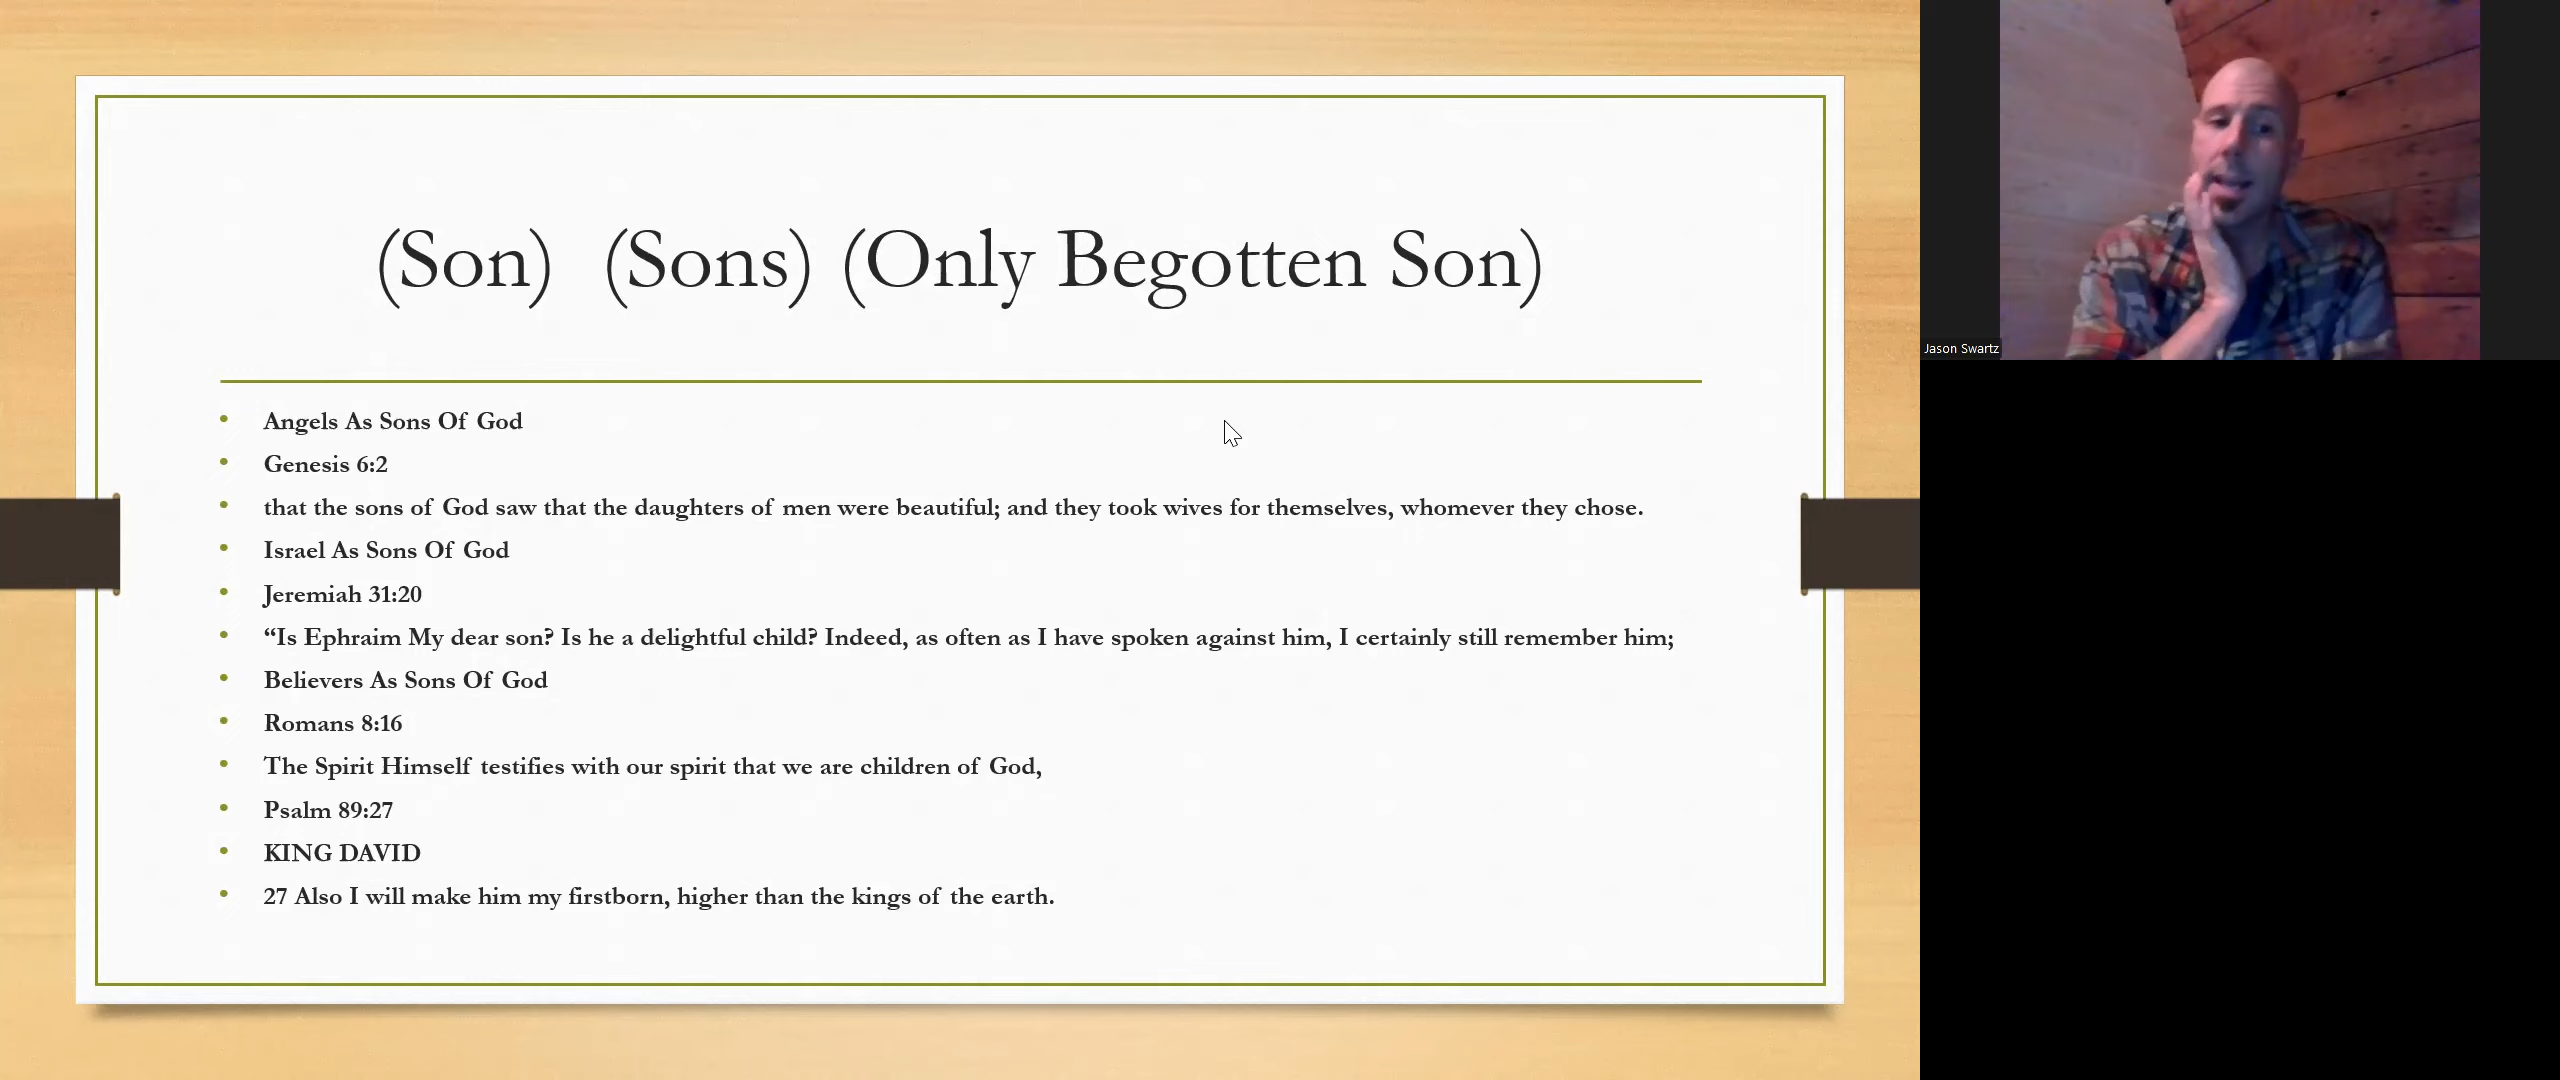 (Son)  (Sons) (Only Begotten Son)
• Angels As Sons Of God
• Genesis 6:2
• that the sons of God saw that the daughters of men were beautiful; and they took wives for themselves, whomever they chose.
• Israel As Sons Of God
• Jeremiah 31:20
• “Is Ephraim My dear son? Is he a delightful child? Indeed, as often as I have spoken against him, I certainly still remember him;
• Believers As Sons Of God
• Romans 8:16
• The Spirit Himself testifies with our spirit that we are children of God,
• Psalm 89:27
• KING DAVID
• 27 Also I will make him my firstborn, higher than the kings of the earth.
Jason Swartz